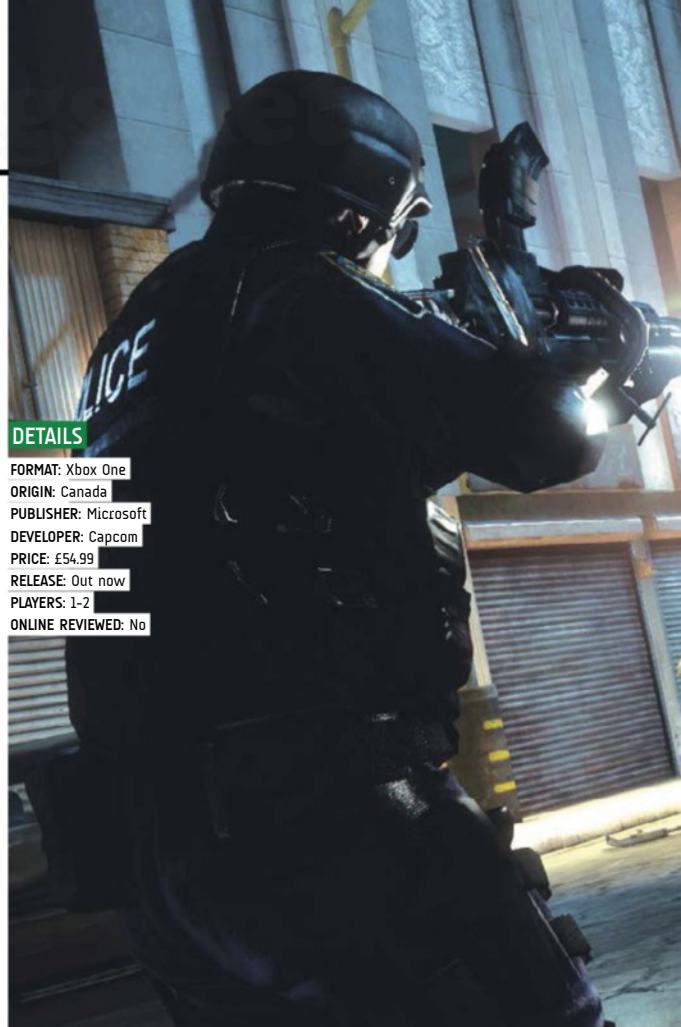 LICE
DETAILS
FORMAT: Xbox One
ORIGIN: Canada
PUBLISHER: Microsoft
DEVELOPER: Capcom
PRICE: £54.99
RELEASE: Out now
PLAYERS: 1-2
ONLINE REVIEWED: No